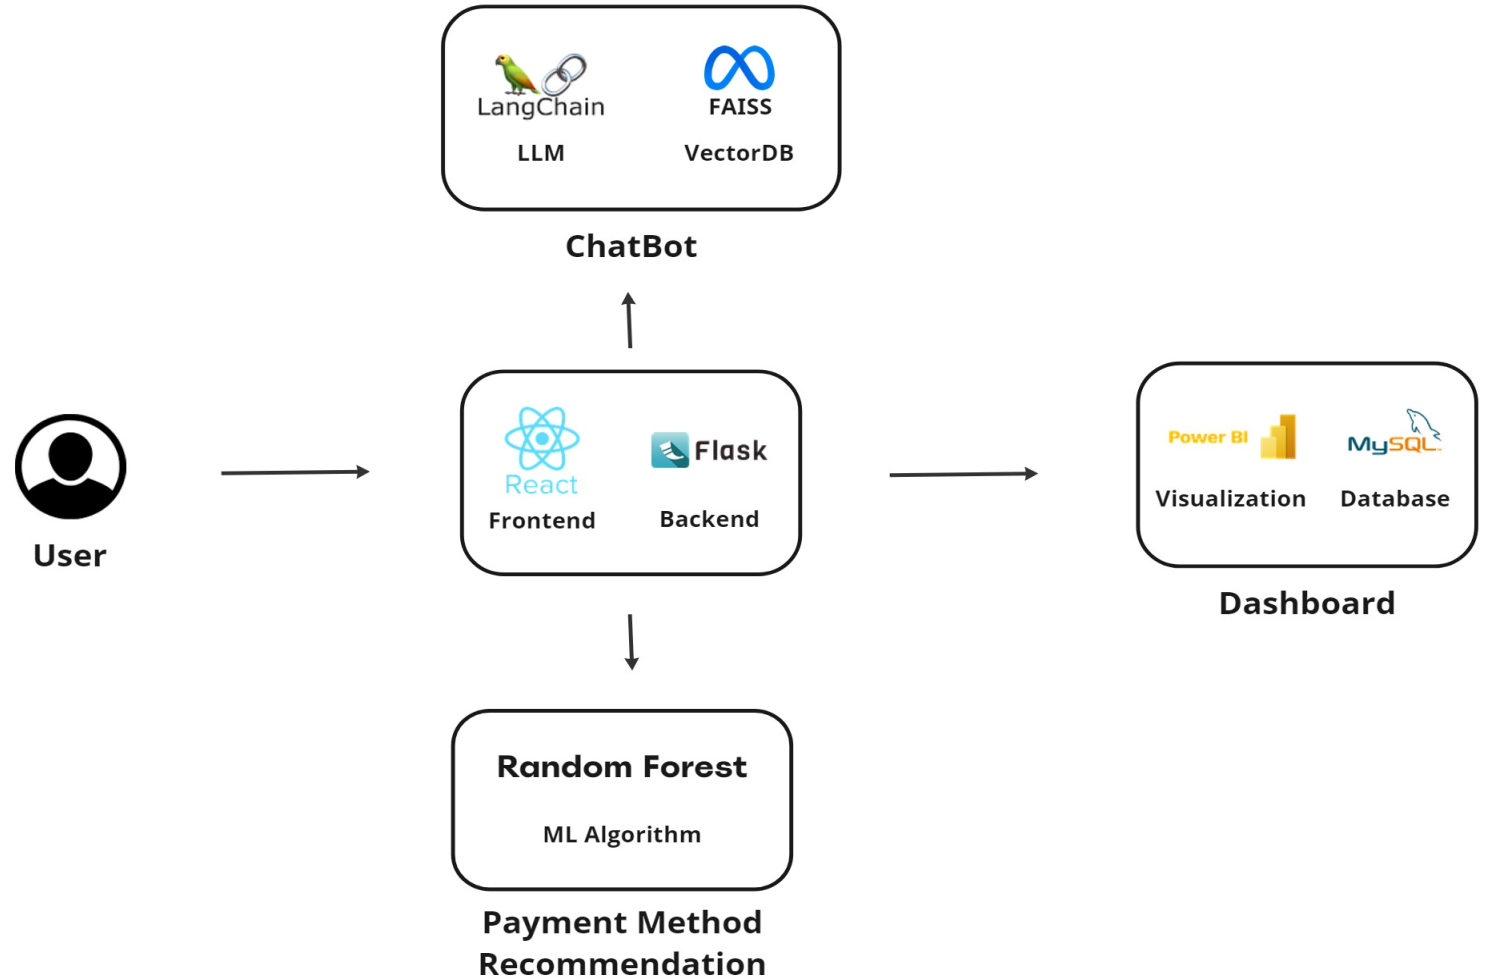 LangChain
LLM
FAISS
VectorDB
ChatBot
User
React
Frontend
Flask
Backend
Power BI
Visualization
MySQL
Database
Dashboard
Random Forest
ML Algorithm
Payment Method
Recommendation